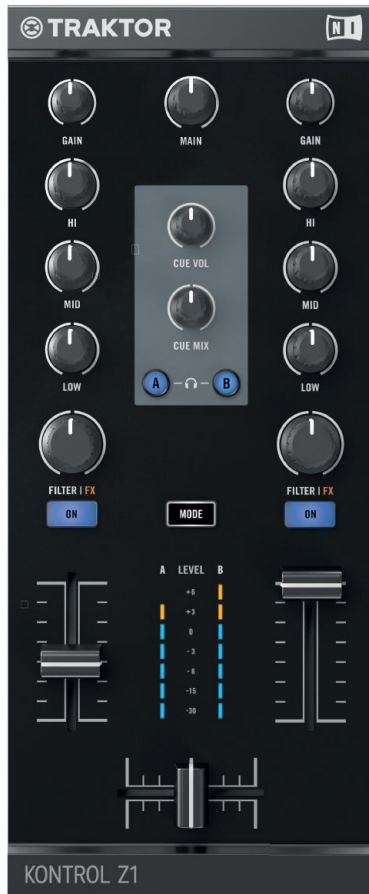 TRAKTOR NI
GAIN MAIN GAIN
HI HI
CUE VOL
MID MID
CUE MIX
LOW A B LOW
FILTER | FX FILTER | FX
ON MODE ON
A LEVEL B
+6
+3
0
-3
-6
-15
-30
KONTROL Z1